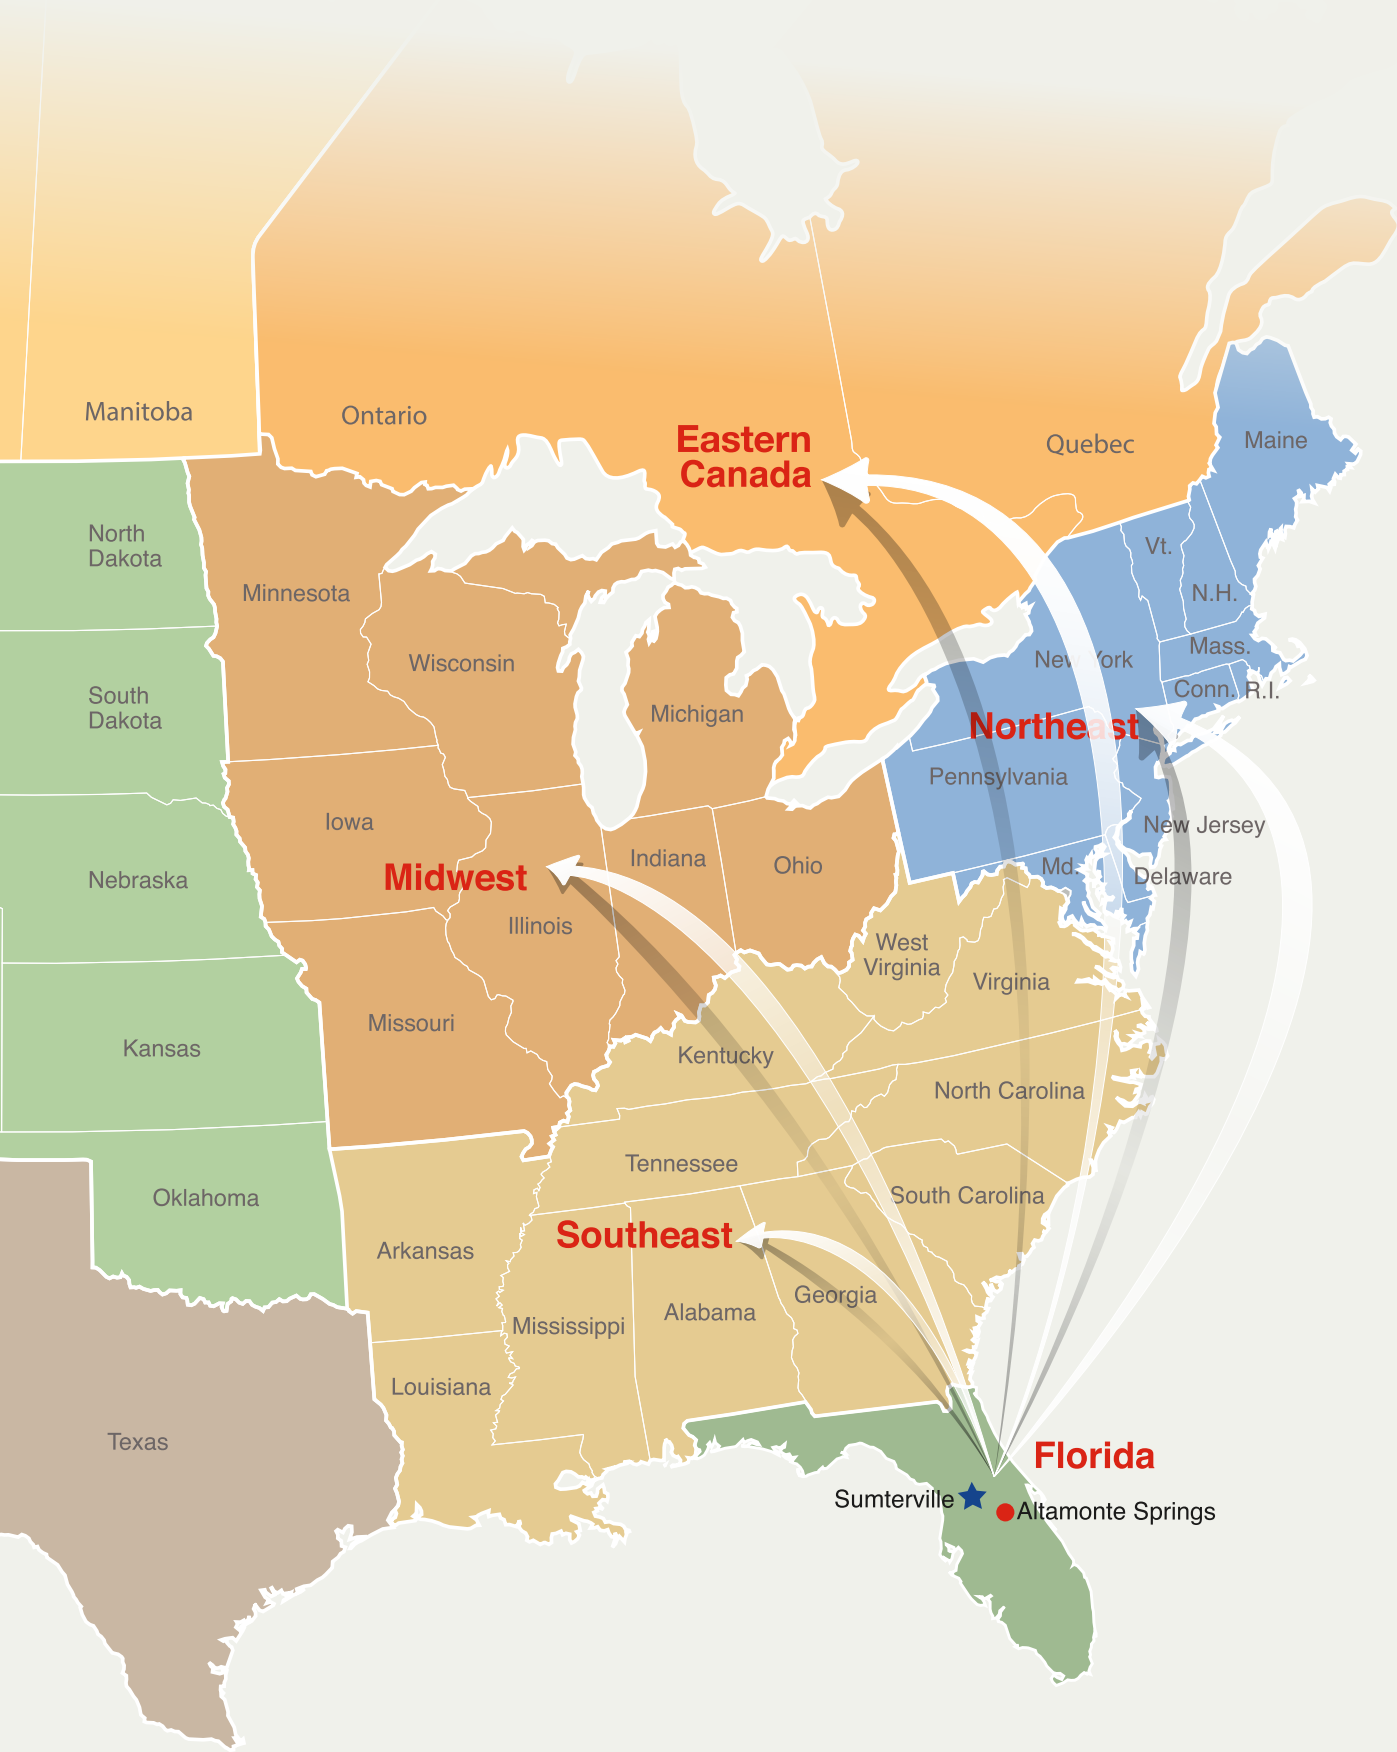 Manitoba
Ontario
Eastern
Canada
Quebec
Maine
North
Dakota
Minnesota
Vt.
N.H.
Wisconsin
New York
Mass.
South
Dakota
Michigan
Conn.
R.I.
Northeast
Pennsylvania
Iowa
New Jersey
Nebraska
Midwest
Indiana
Ohio
Md.
Delaware
Illinois
West
Virginia
Virginia
Missouri
Kansas
Kentucky
North Carolina
Tennessee
Oklahoma
South Carolina
Southeast
Arkansas
Georgia
Mississippi
Alabama
Louisiana
Texas
Florida
Sumterville
Altamonte Springs